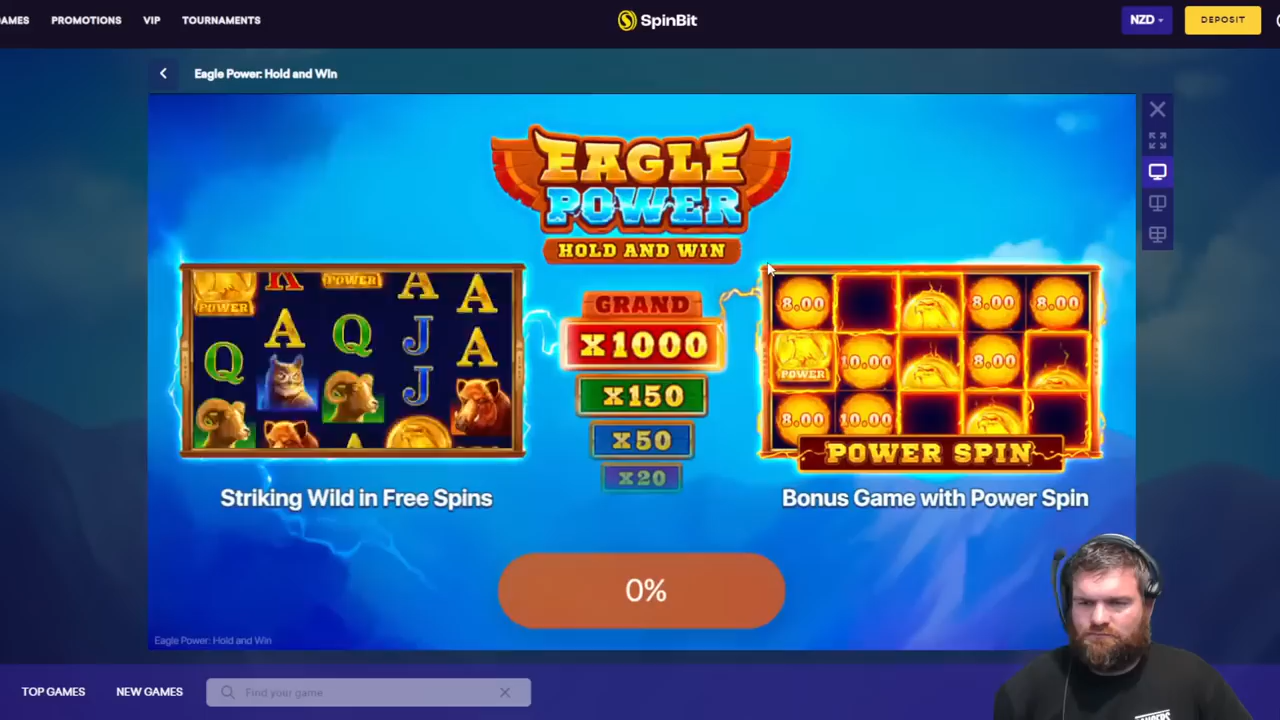 GAMES PROMOTIONS VIP TOURNAMENTS SpinBit NZD DEPOSIT
Eagle Power: Hold and Win
EAGLE
POWER
HOLD AND WIN
GRAND
x1000
x150
x50
x20
POWER K POWER A A
A Q J A
Q J
A
8.00 8.00 8.00
POWER 10.00 8.00
8.00 10.00
POWER SPIN
Striking Wild in Free Spins
Bonus Game with Power Spin
0%
Eagle Power: Hold and Win
TOP GAMES NEW GAMES Find your game